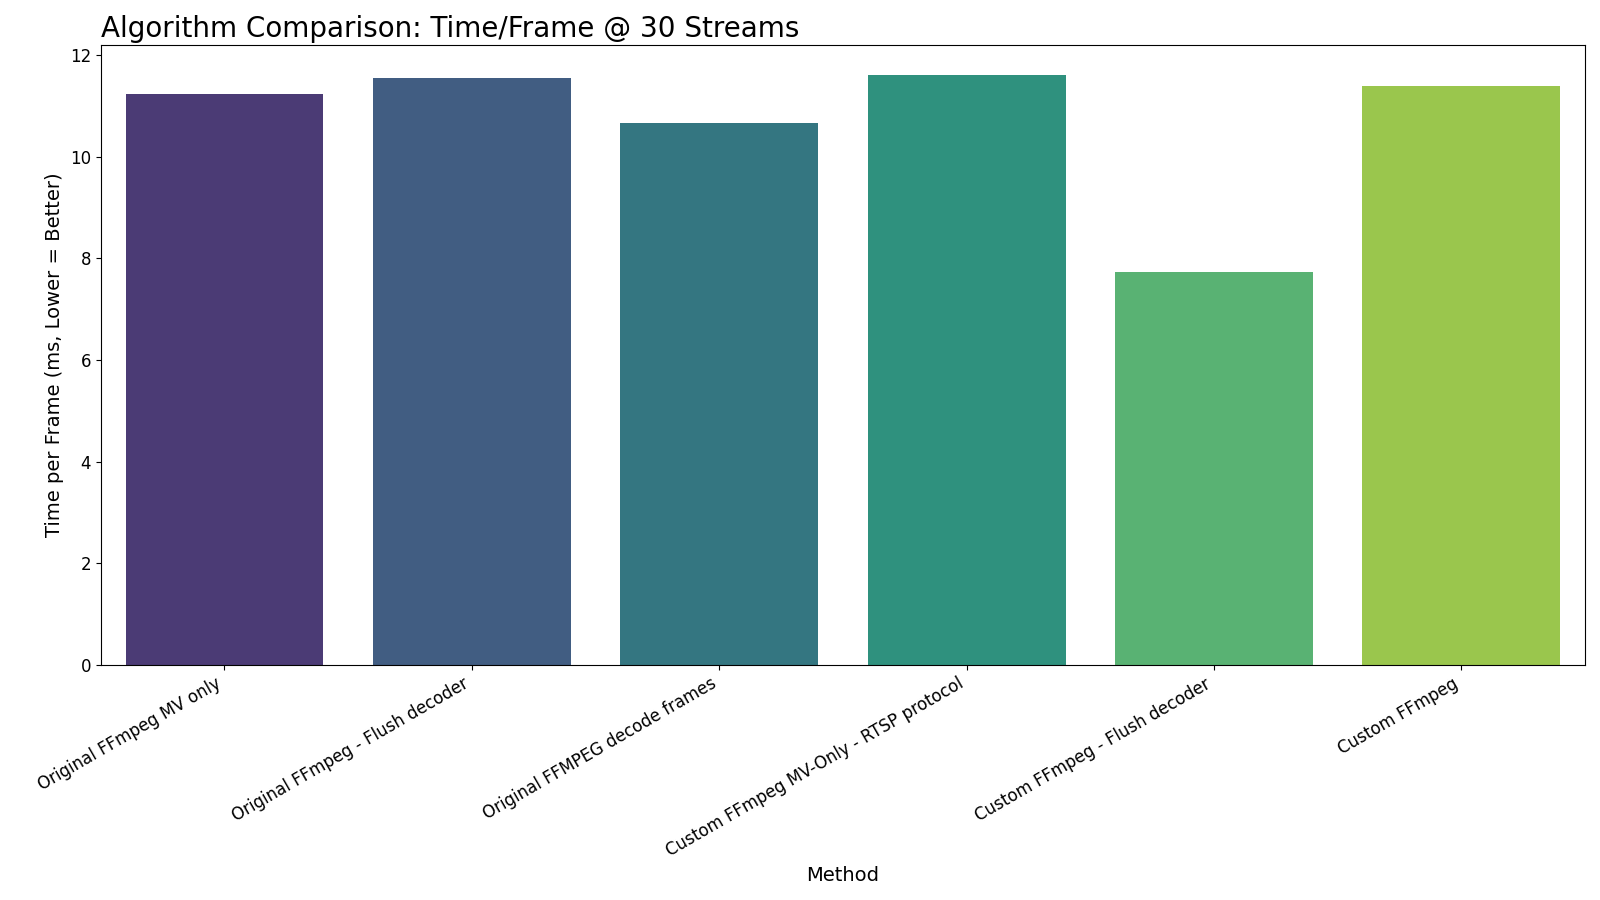 Algorithm Comparison: Time/Frame @ 30 Streams
Time per Frame (ms, Lower = Better)
12
10
8
6
4
2
0
Original FFmpeg MV only
Original FFmpeg - Flush decoder
Original FFMPEG decode frames
Custom FFmpeg MV-Only - RTSP protocol
Custom FFmpeg - Flush decoder
Custom FFmpeg
Method